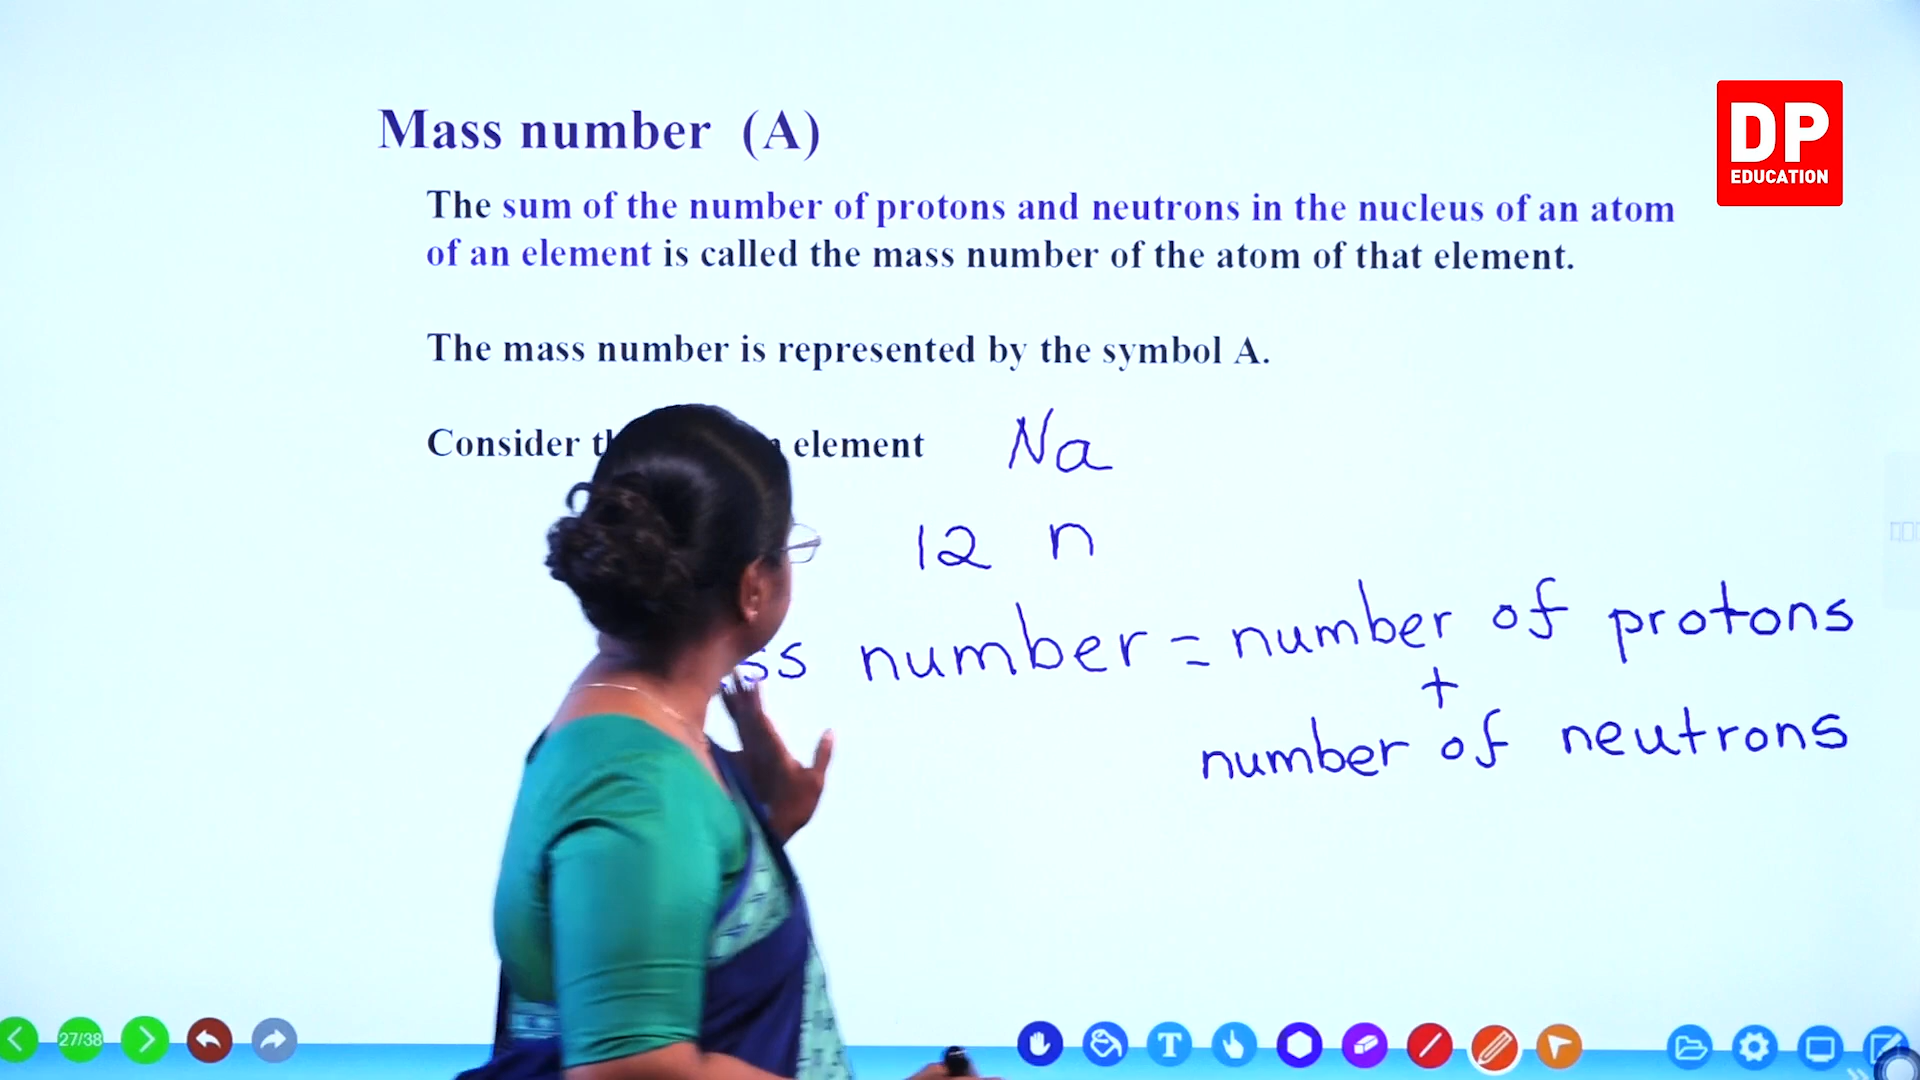 DP
EDUCATION
Mass number (A)
The sum of the number of protons and neutrons in the nucleus of an atom
of an element is called the mass number of the atom of that element.
The mass number is represented by the symbol A.
Consider element Na
12 n
ss number = number of protons
+
number of neutrons
27/38
T